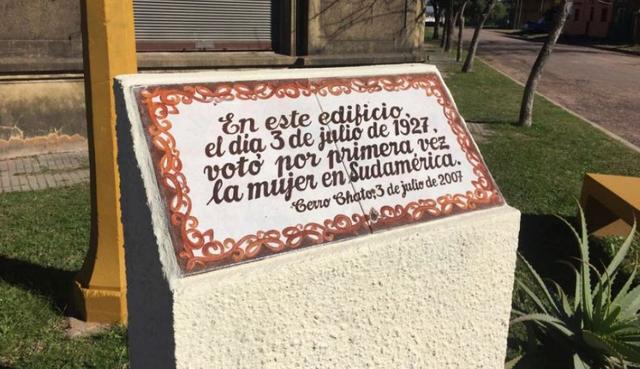 En este edificio,
el dia 3 de julio de 1927,
votó por primera vez
la mujer en Sudamérica.
Cerro Chato, 3 de julio de 2007